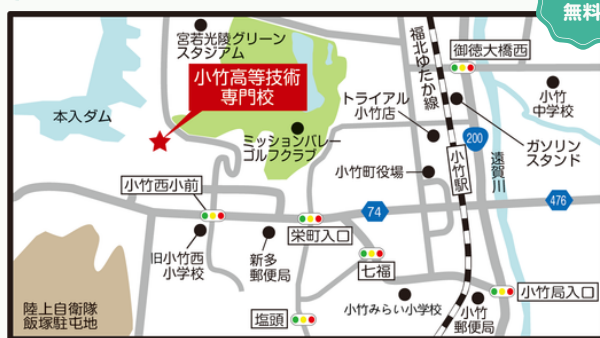 無料
宮若光陵グリーン
スタジアム
福北ゆたか線
御徳大橋西
小竹高等技術
専門校
本入ダム
トライアル
小竹店
小竹
中学校
ミッションバレー
ゴルフクラブ
200
ガソリン
スタンド
遠賀川
小竹町役場
小竹駅
小竹西小前
74
476
栄町入口
旧小竹西
小学校
新多
郵便局
七福
小竹局入口
陸上自衛隊
飯塚駐屯地
塩頭
小竹みらい小学校
小竹
郵便局